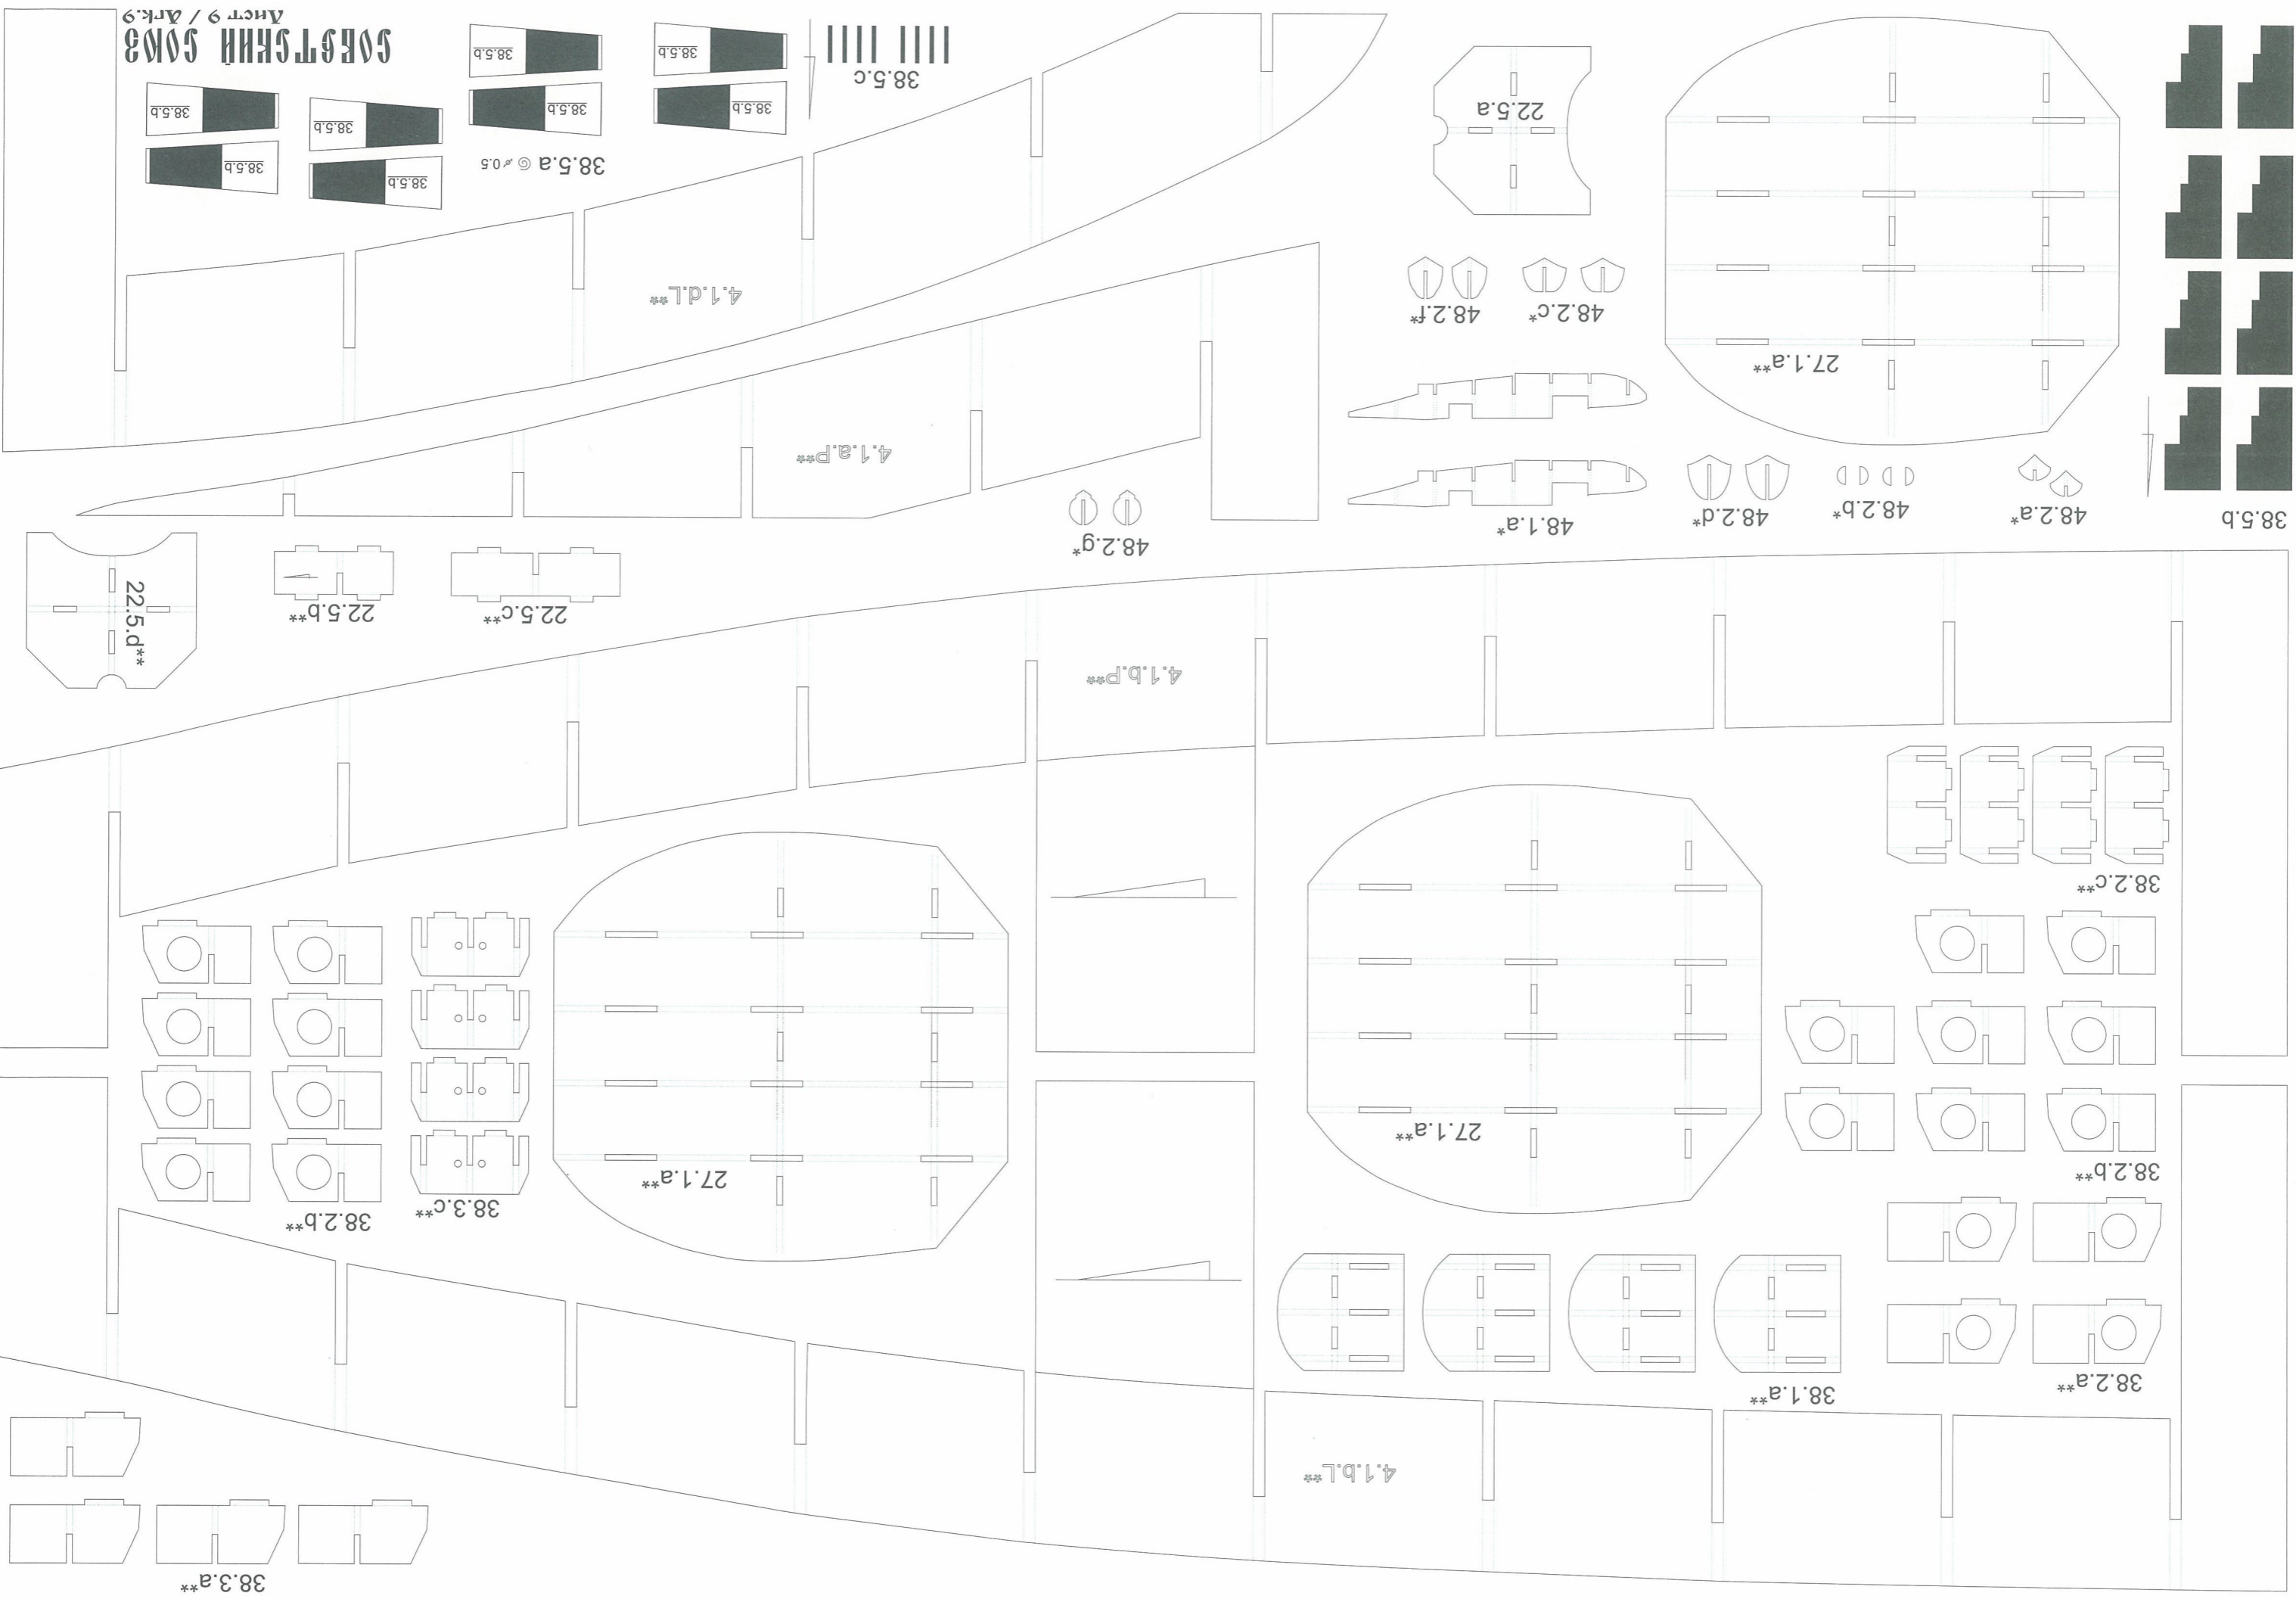 38.3.a**
4.1.b.L**
38.2.a**
38.1.a**
38.2.b**
27.1.a**
38.3.c**
38.2.b**
27.1.a**
38.2.c**
4.1.b.P**
22.5.c**
22.5.b**
22.5.d**
38.5.b
48.2.a*
48.2.b*
48.2.d*
48.1.a*
48.2.g*
4.1.a.P**
27.1.a**
48.2.c*
48.2.f*
4.1.d.L**
22.5.a
38.5.c
38.5.a ⌀ 0.5
38.5.b
38.5.b
38.5.b
38.5.b
38.5.b
38.5.b
38.5.b
38.5.b
СОВЕТСКИЙ СОЮЗ
Лист 9 / Ark.9